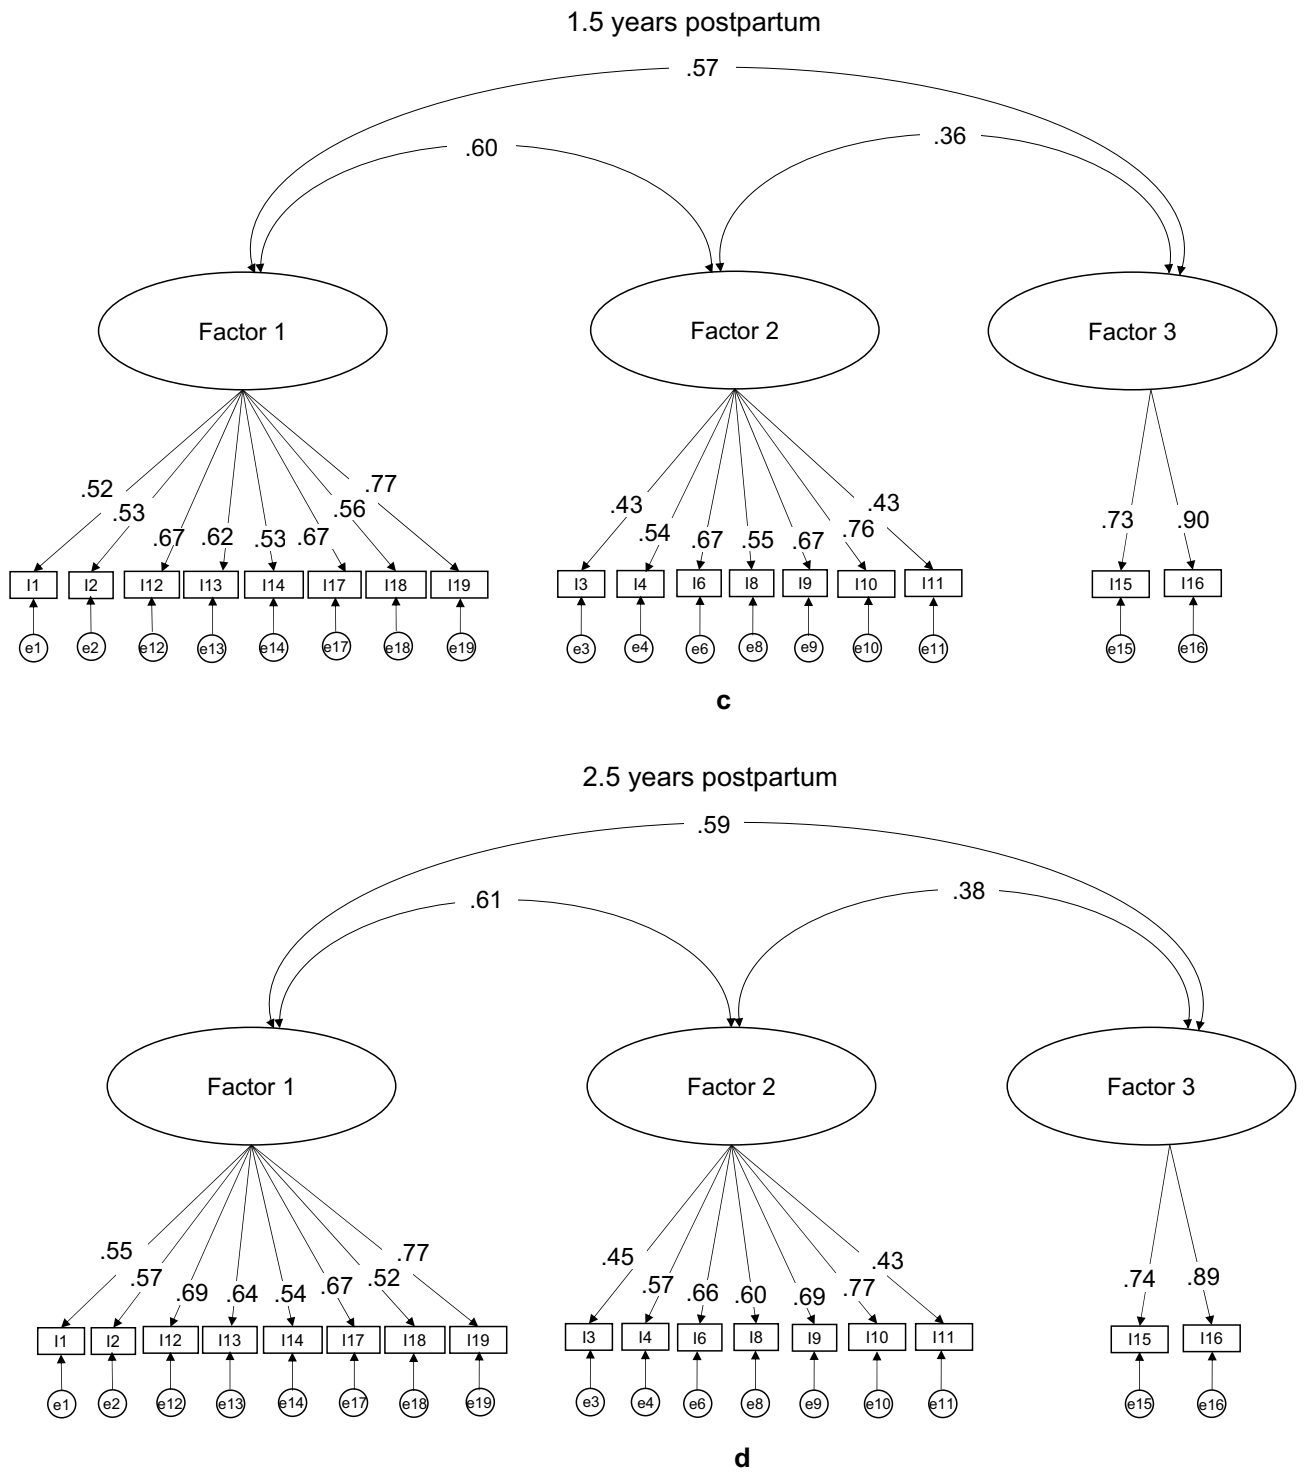 1.5 years postpartum
.57
.60 .36
Factor 1 Factor 2 Factor 3
.52 .53 .67 .62 .53 .67 .56 .77
.43 .54 .67 .55 .67 .76 .43
.73 .90
I1 I2 I12 I13 I14 I17 I18 I19 I3 I4 I6 I8 I9 I10 I11 I15 I16
e1 e2 e12 e13 e14 e17 e18 e19 e3 e4 e6 e8 e9 e10 e11 e15 e16
c
2.5 years postpartum
.59
.61 .38
Factor 1 Factor 2 Factor 3
.55 .57 .69 .64 .54 .67 .52 .77
.45 .57 .66 .60 .69 .77 .43
.74 .89
I1 I2 I12 I13 I14 I17 I18 I19 I3 I4 I6 I8 I9 I10 I11 I15 I16
e1 e2 e12 e13 e14 e17 e18 e19 e3 e4 e6 e8 e9 e10 e11 e15 e16
d